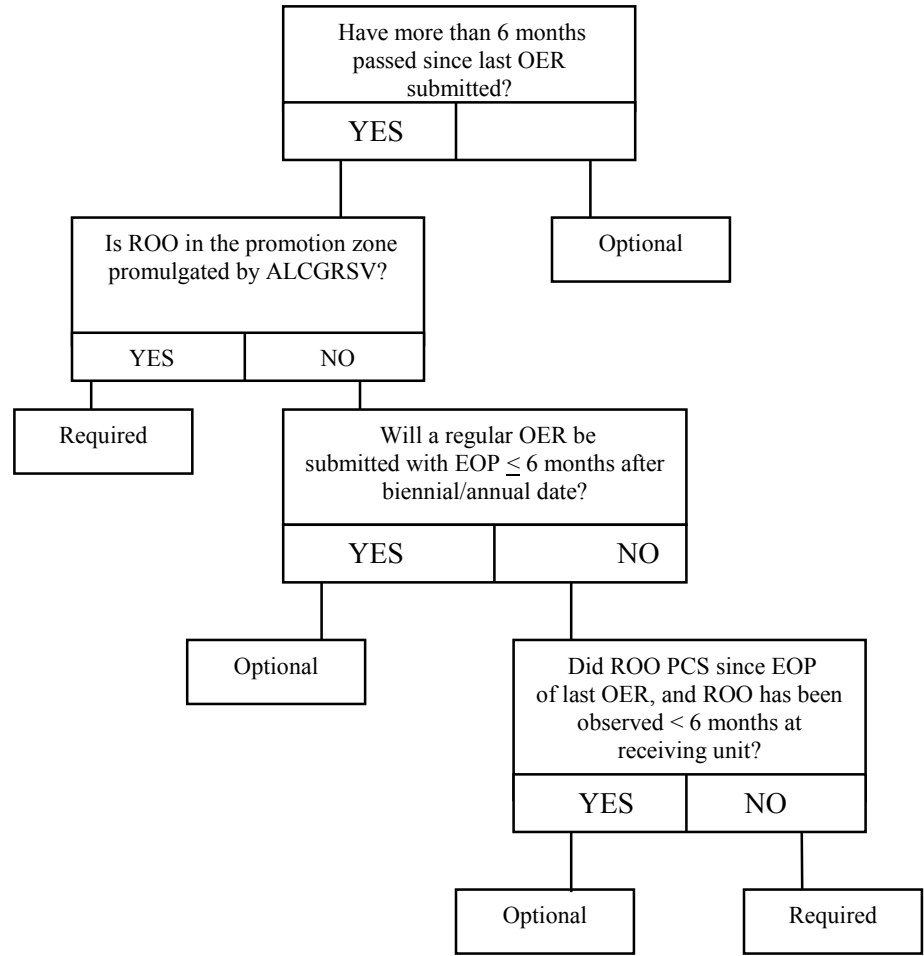 Have more than 6 months
passed since last OER
submitted?
YES
Is ROO in the promotion zone
promulgated by ALCGRSV?
Optional
YES NO
Required
Will a regular OER be
submitted with EOP ≤ 6 months after
biennial/annual date?
YES NO
Optional
Did ROO PCS since EOP
of last OER, and ROO has been
observed < 6 months at
receiving unit?
YES NO
Optional
Required